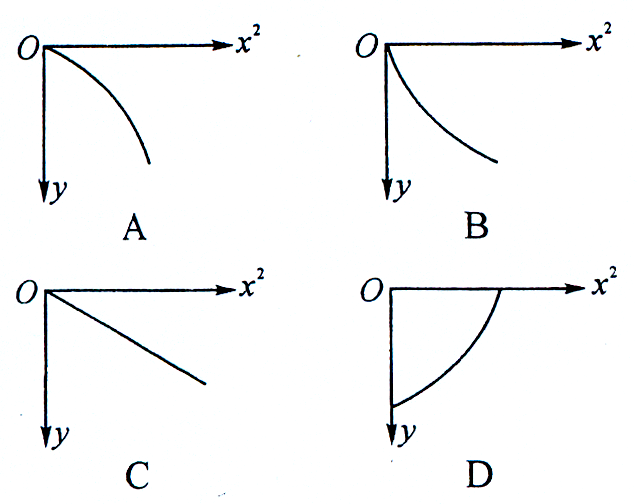 O x² O x²
y y
A B
O x² O x²
y y
C D